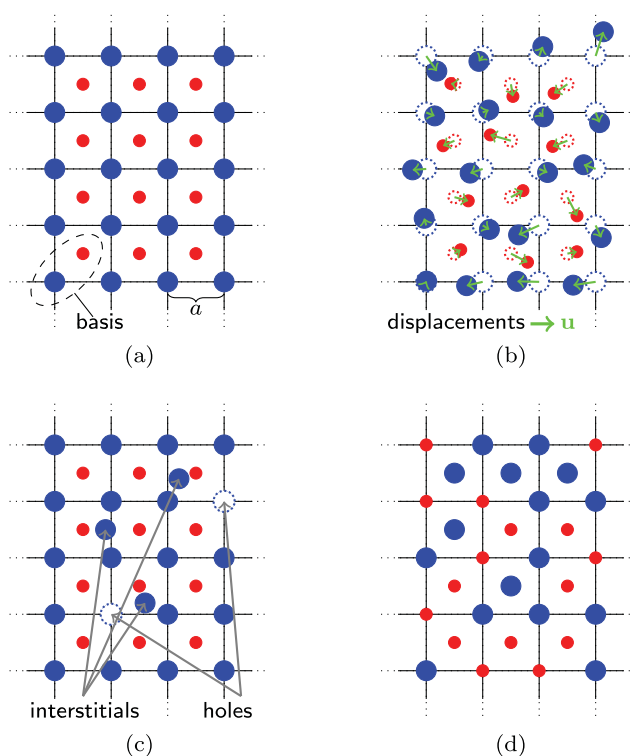 basis
a
(a)
displacements → u
(b)
interstitials
holes
(c)
(d)